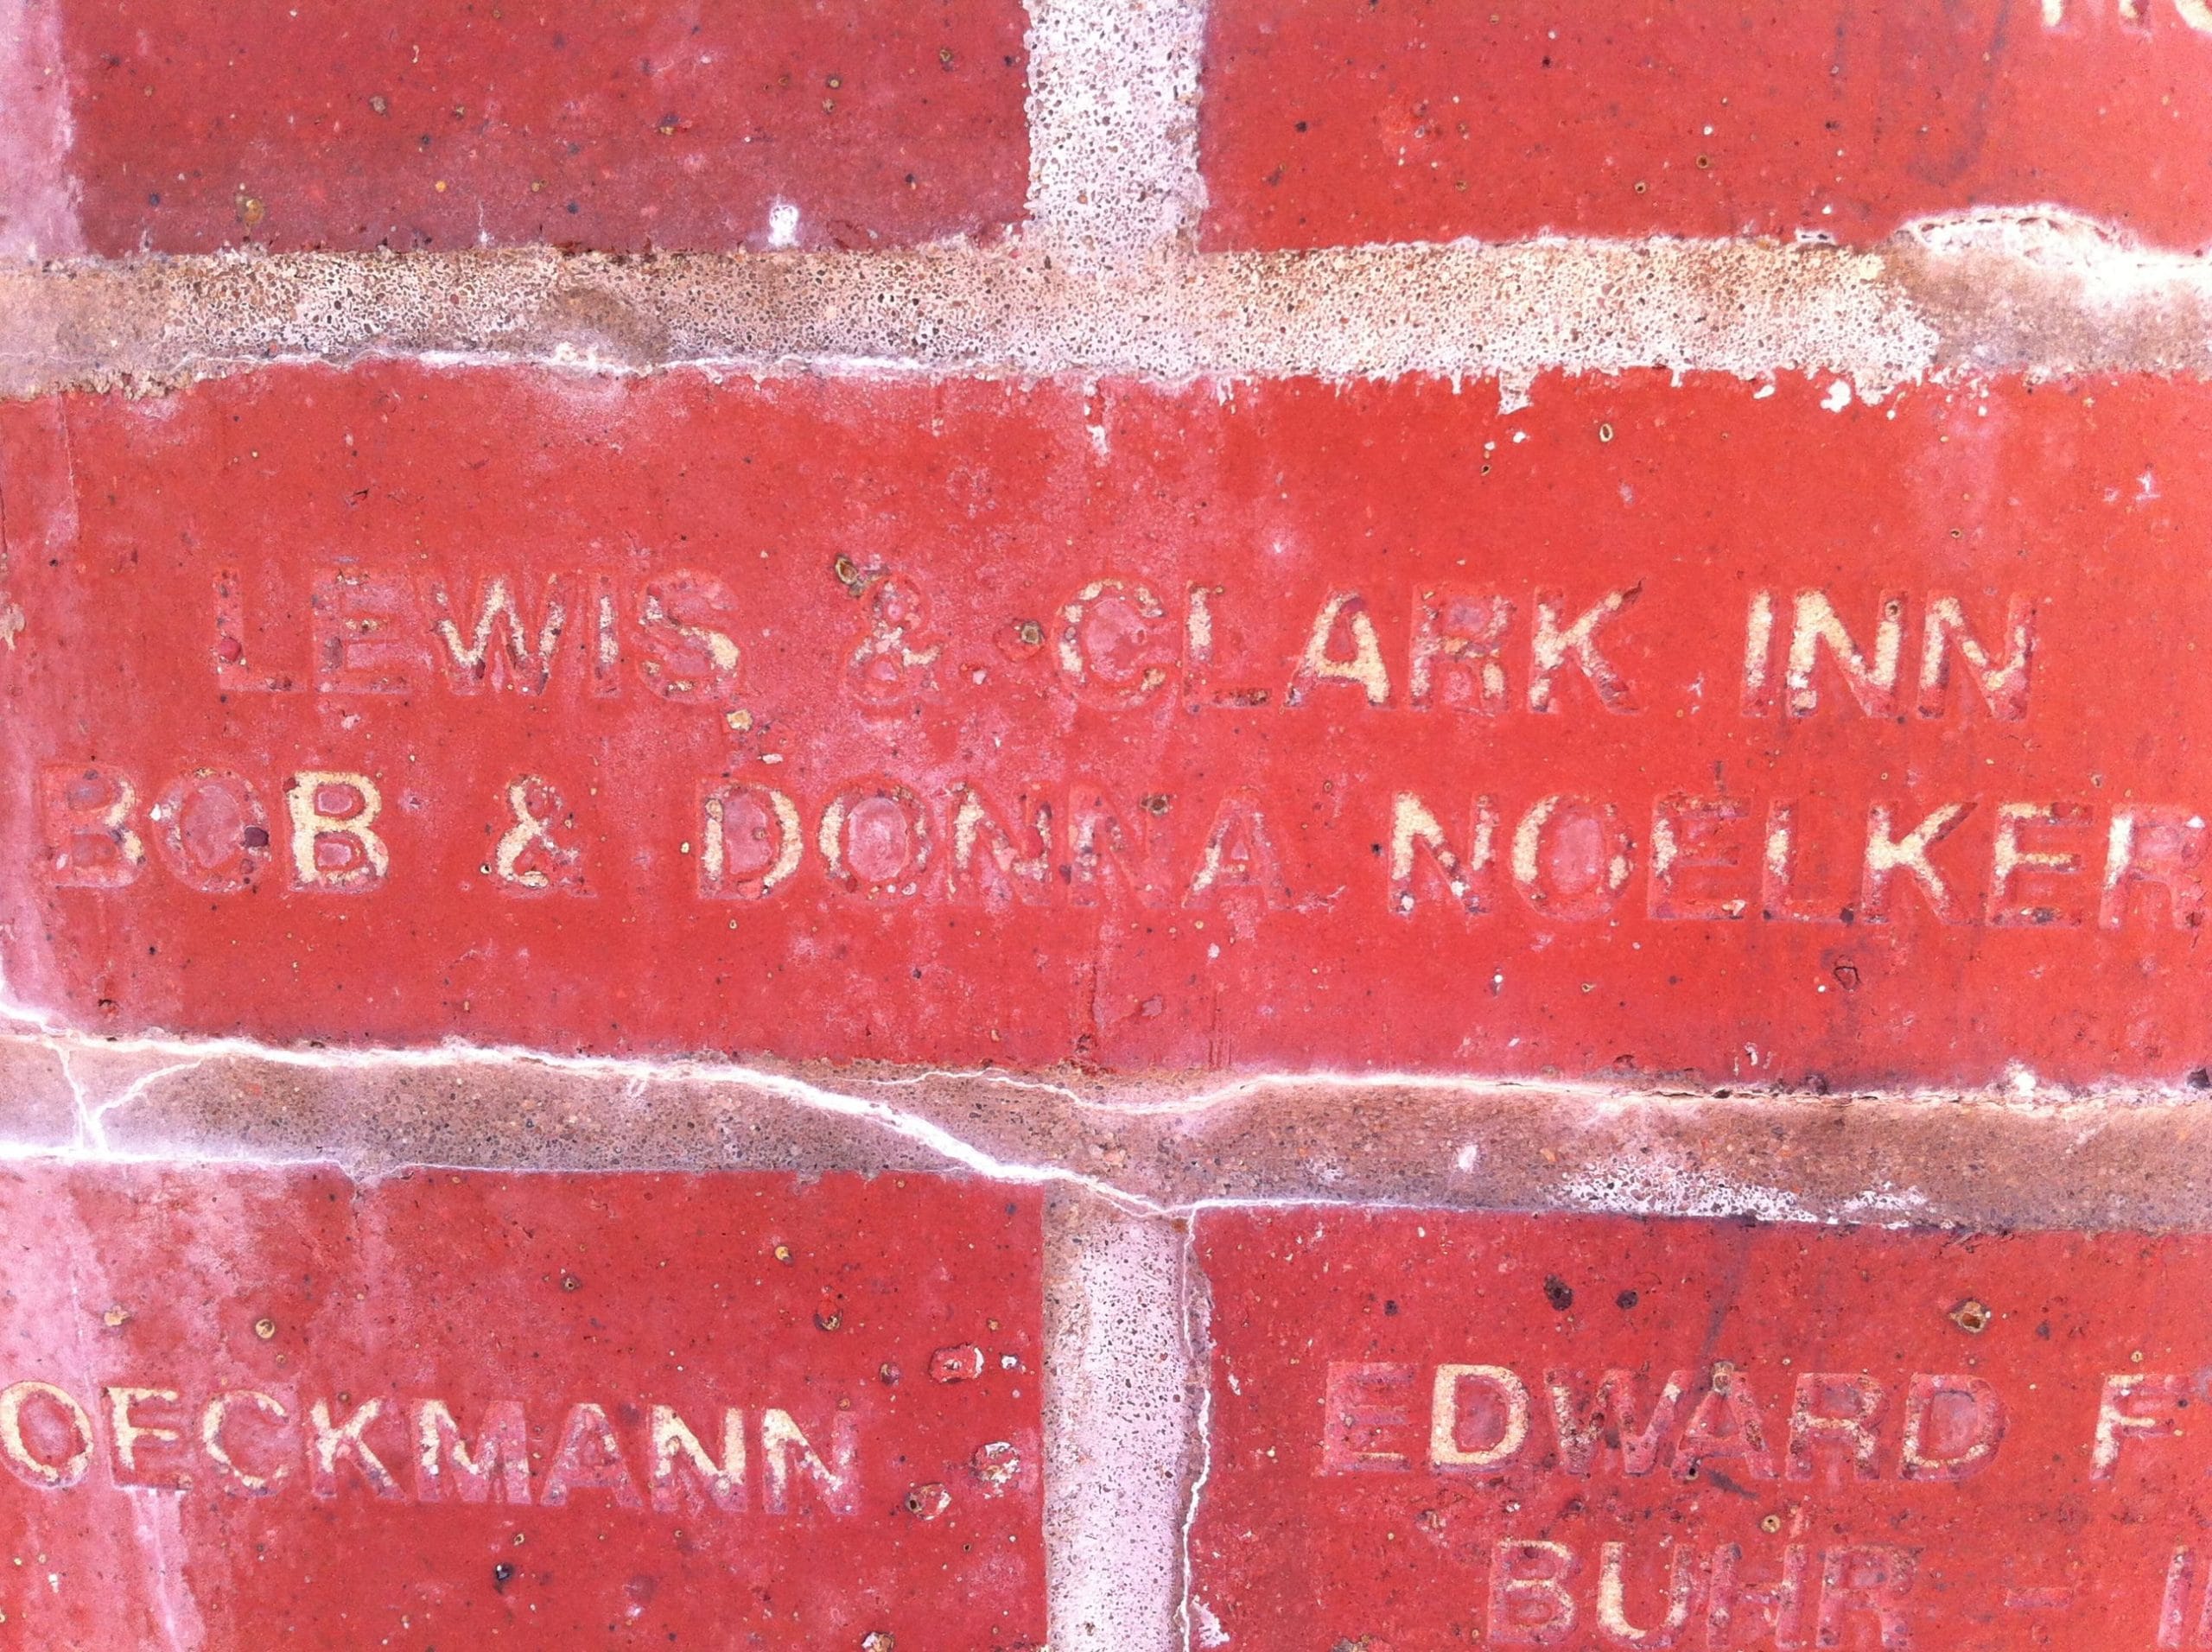 LEWIS & CLARK INN
BOB & DONNA NOELKER
OECKMANN
EDWARD F
BUHR -